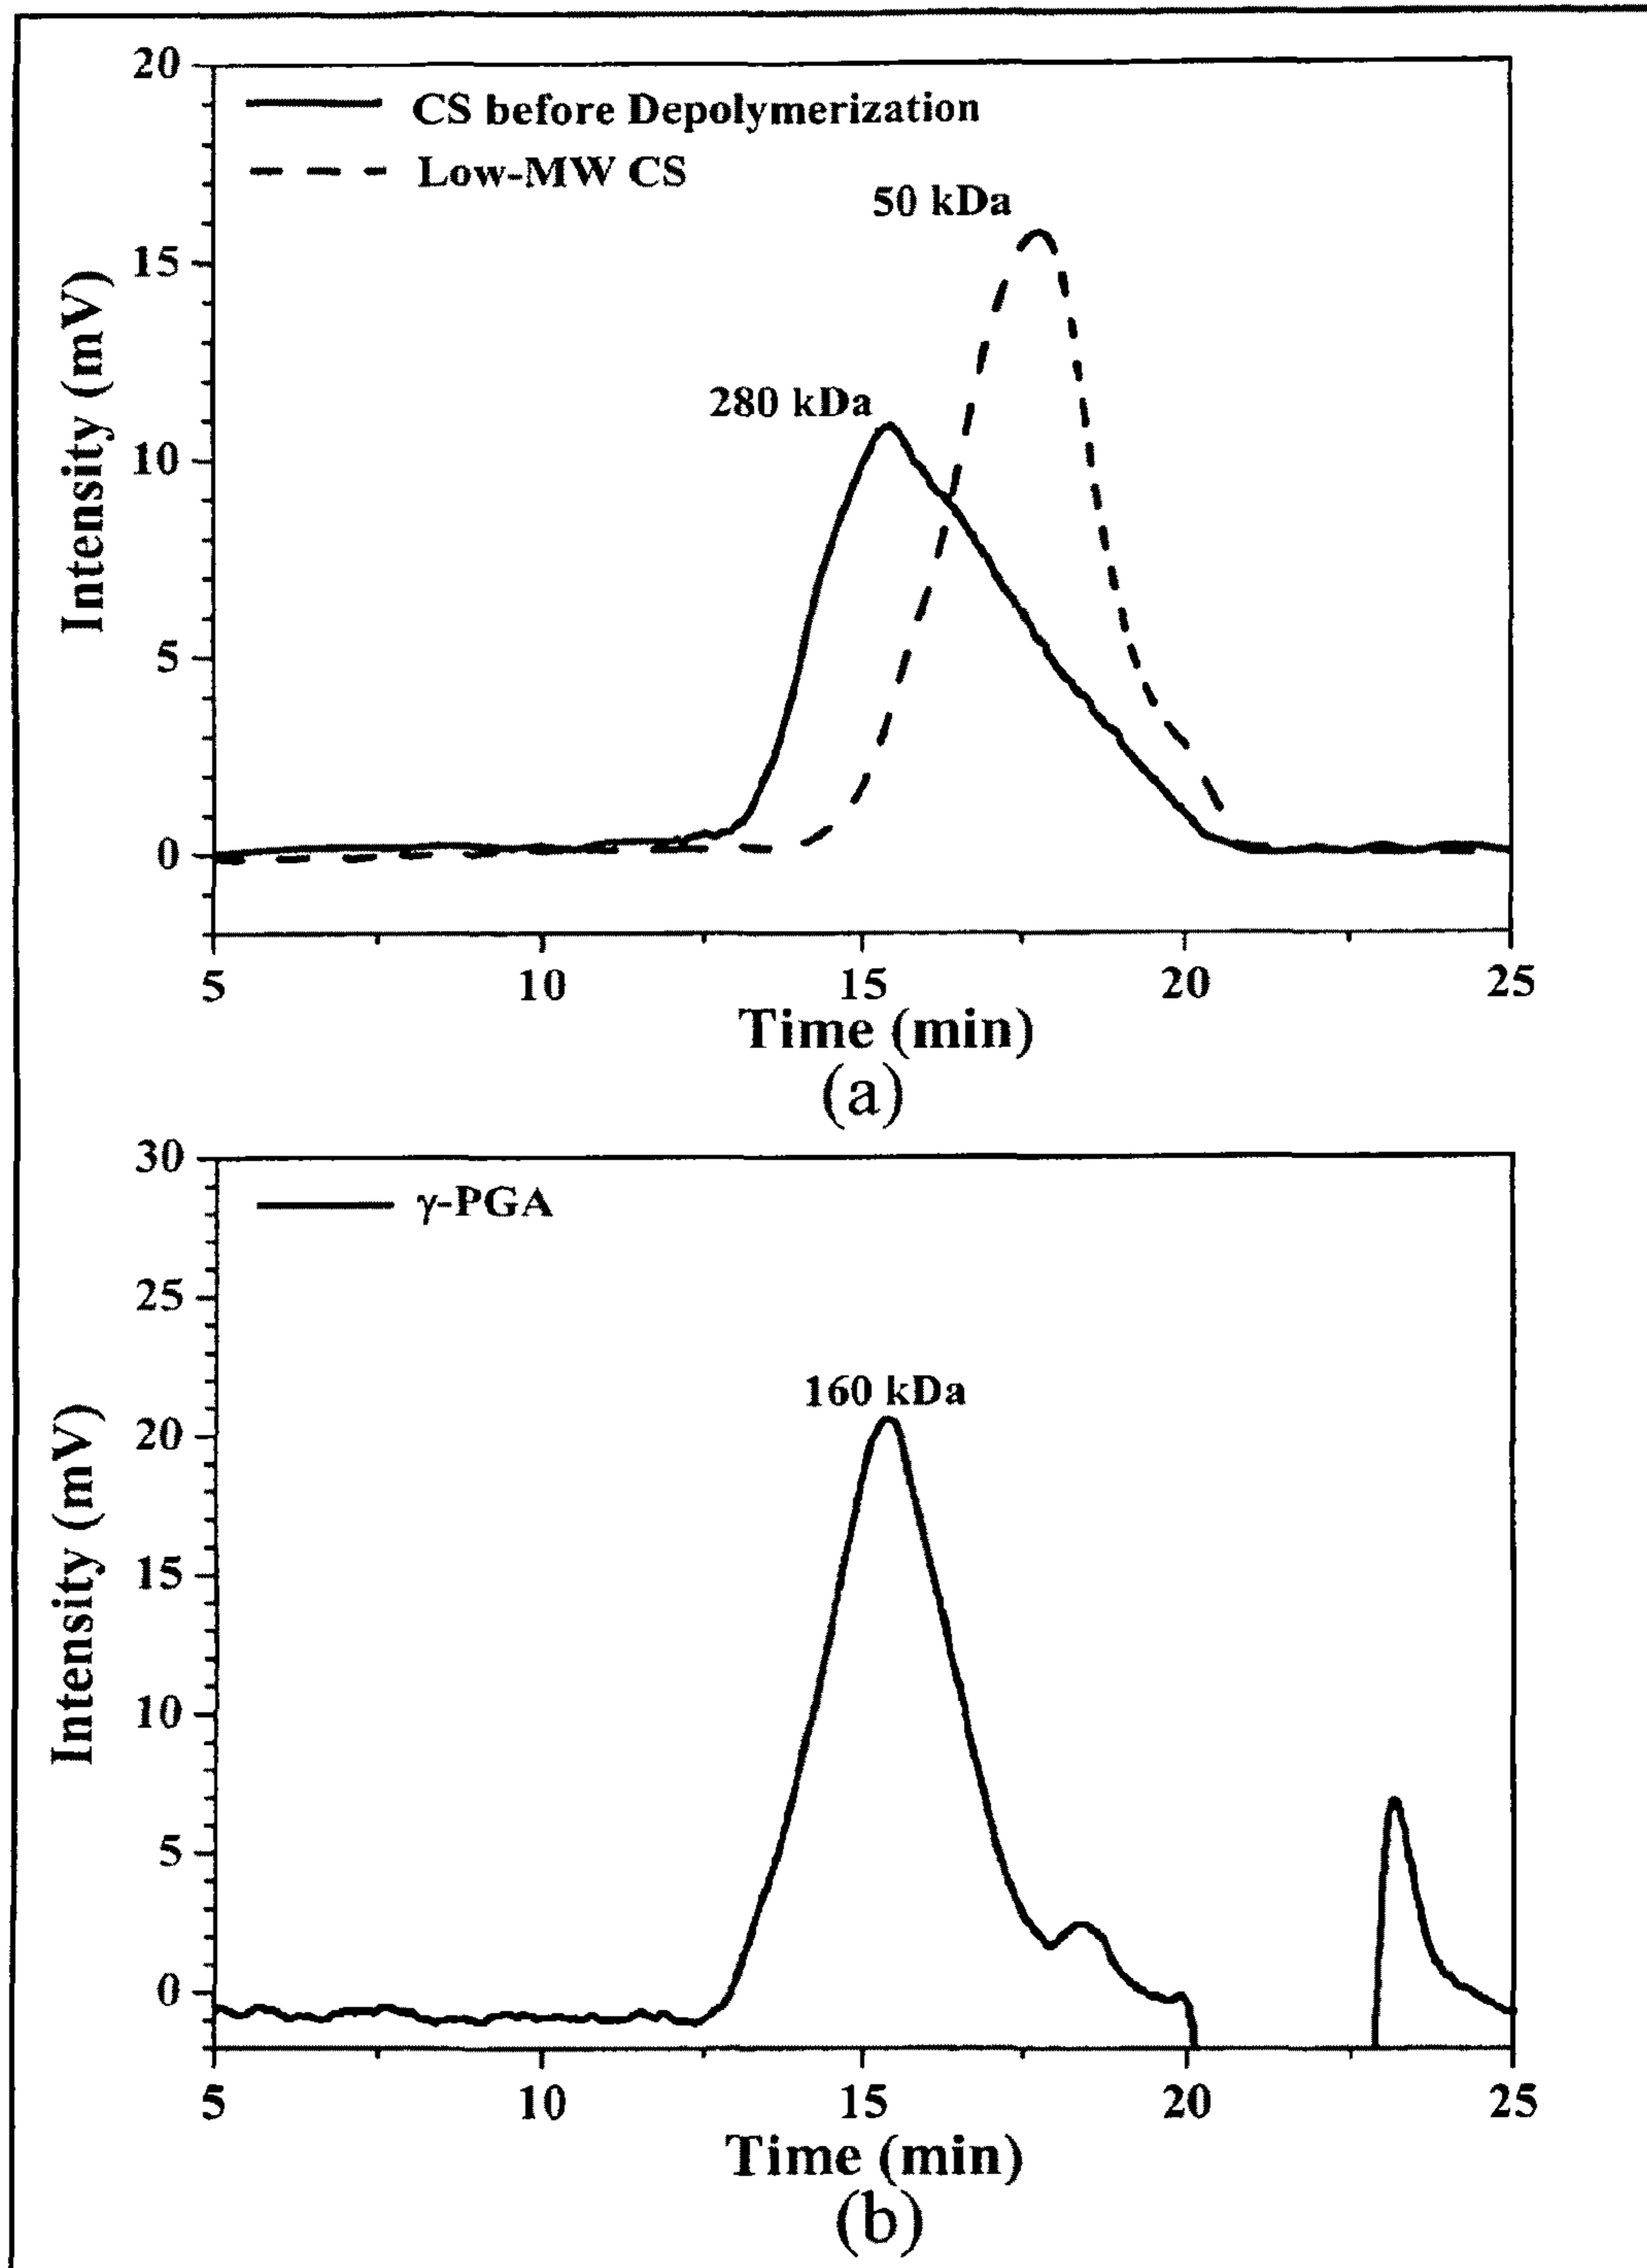 20
CS before Depolymerization
Low-MW CS
50 kDa
15
280 kDa
10
Intensity (mV)
5
0
5 10 15 20 25
Time (min)
(a)
30
γ-PGA
25
160 kDa
20
Intensity (mV)
15
10
5
0
5 10 15 20 25
Time (min)
(b)